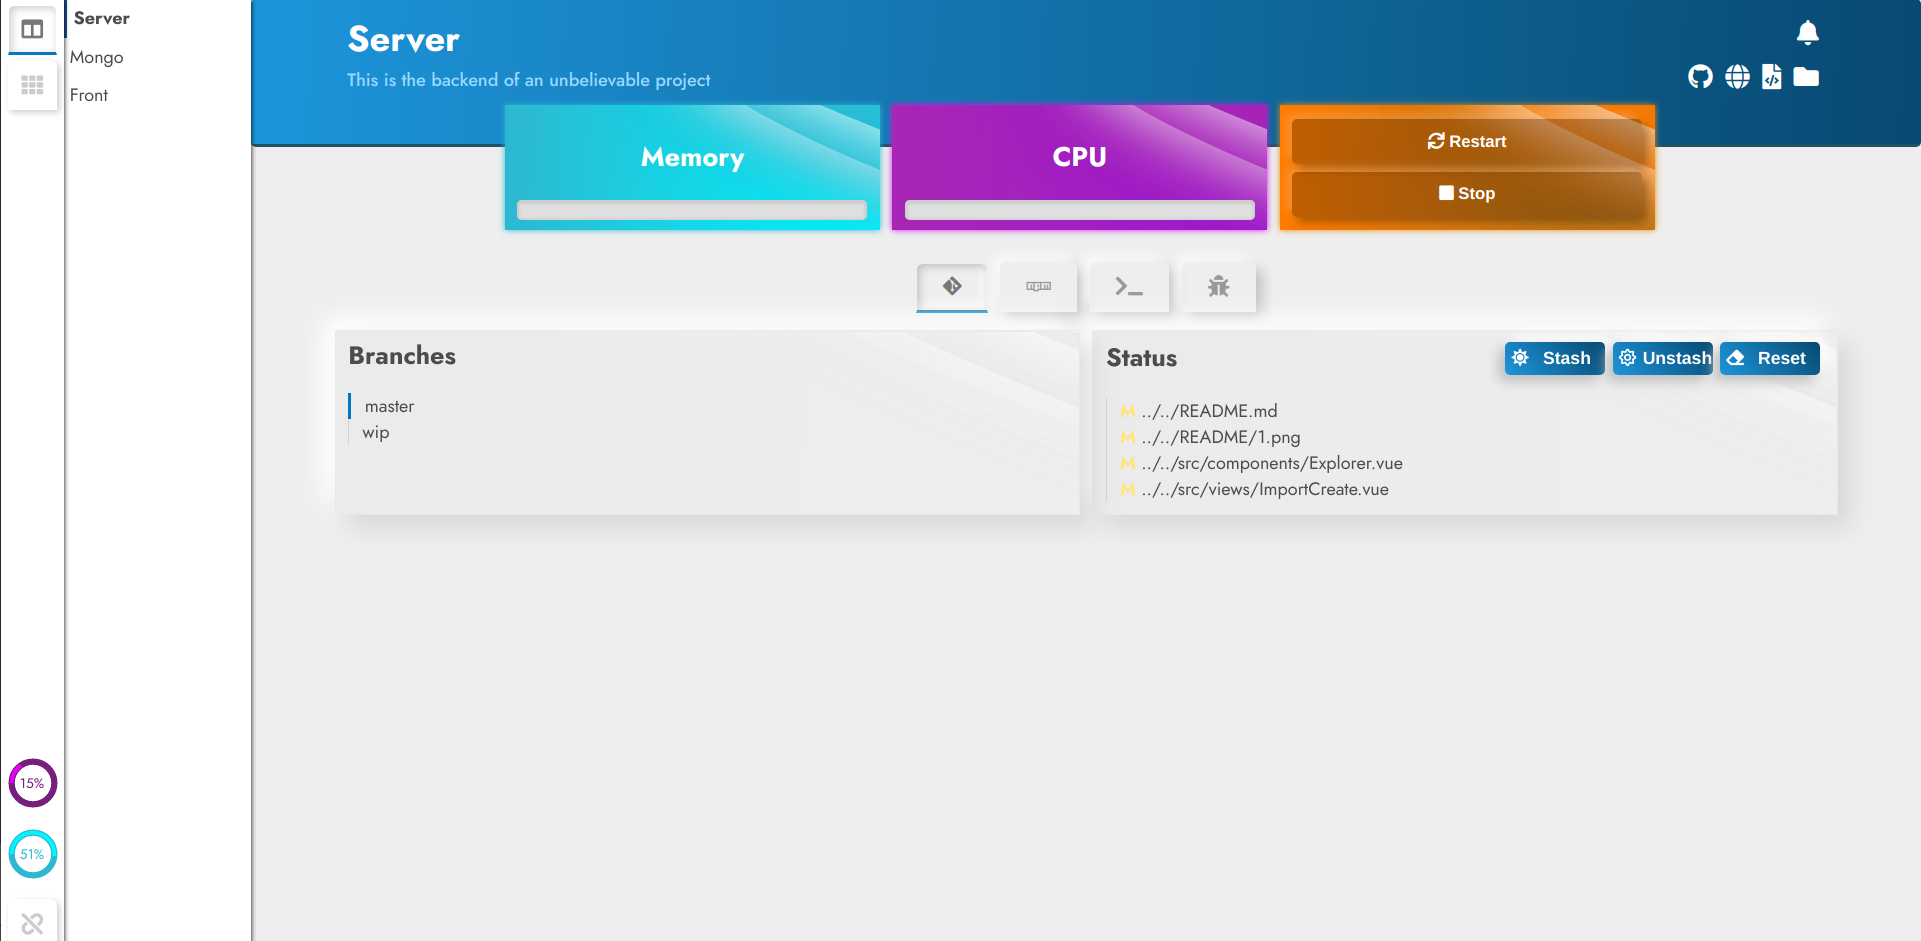 Server
Mongo
Front
15%
51%
Server
This is the backend of an unbelievable project
Memory
CPU
Restart
Stop
Branches
master
wip
Status
Stash
Unstash
Reset
M ../../README.md
M ../../README/1.png
M ../../src/components/Explorer.vue
M ../../src/views/ImportCreate.vue